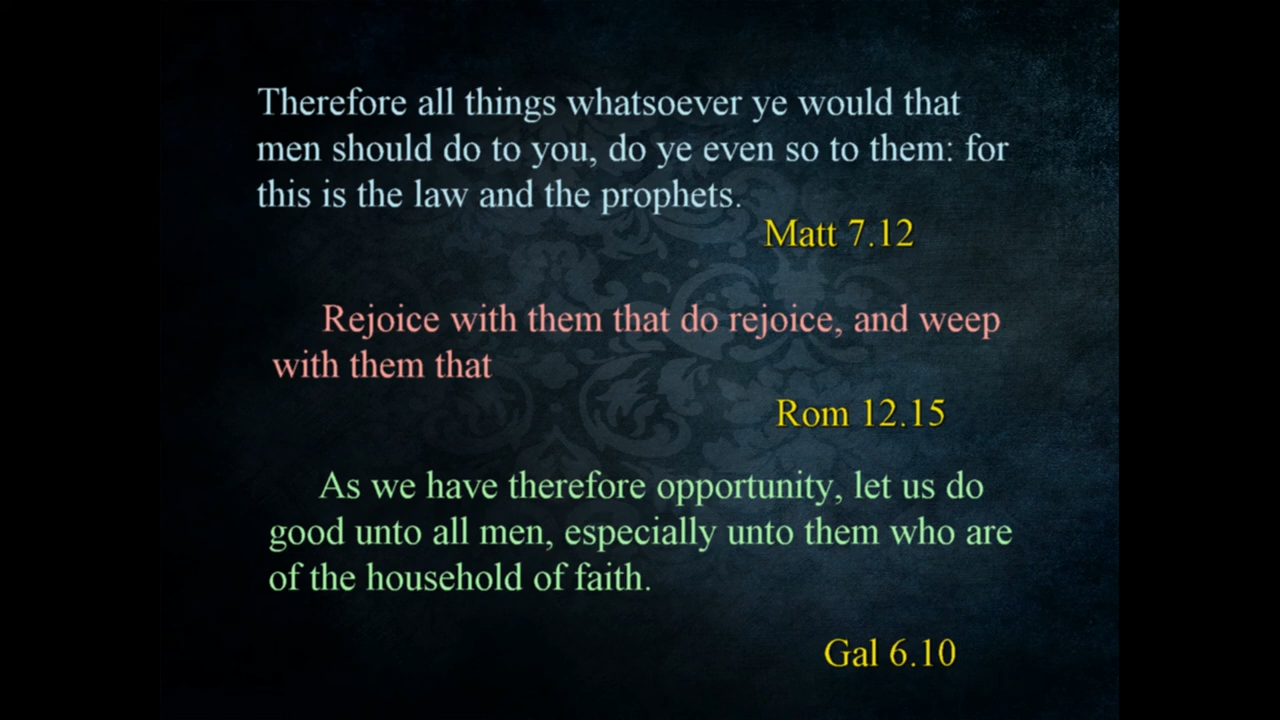 Therefore all things whatsoever ye would that
men should do to you, do ye even so to them: for
this is the law and the prophets.
Matt 7.12
Rejoice with them that do rejoice, and weep
with them that
Rom 12.15
As we have therefore opportunity, let us do
good unto all men, especially unto them who are
of the household of faith.
Gal 6.10